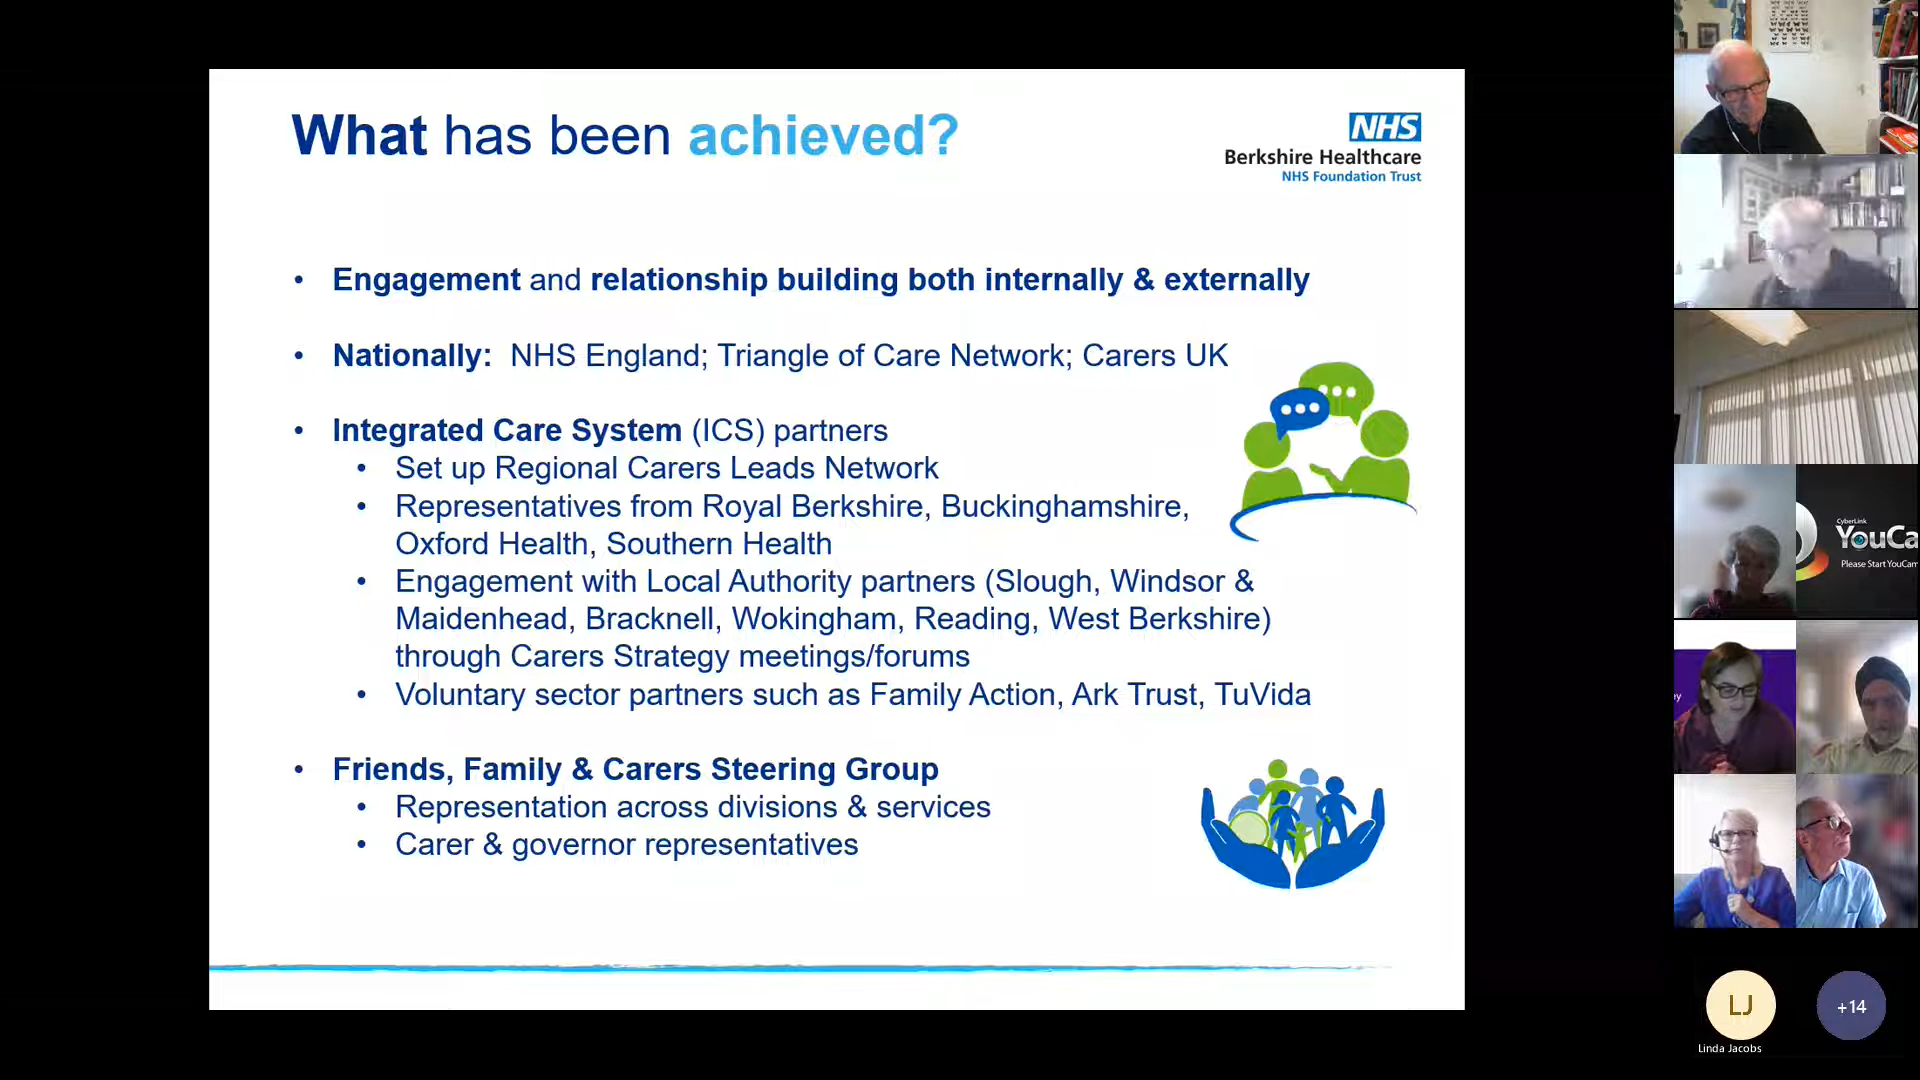 What has been achieved?
NHS
Berkshire Healthcare
NHS Foundation Trust
• Engagement and relationship building both internally & externally
• Nationally: NHS England; Triangle of Care Network; Carers UK
• Integrated Care System (ICS) partners
• Set up Regional Carers Leads Network
• Representatives from Royal Berkshire, Buckinghamshire,
Oxford Health, Southern Health
• Engagement with Local Authority partners (Slough, Windsor &
Maidenhead, Bracknell, Wokingham, Reading, West Berkshire)
through Carers Strategy meetings/forums
• Voluntary sector partners such as Family Action, Ark Trust, TuVida
• Friends, Family & Carers Steering Group
• Representation across divisions & services
• Carer & governor representatives
CyberLink
YouCa
Please Start YouCam
LJ
+14
Linda Jacobs